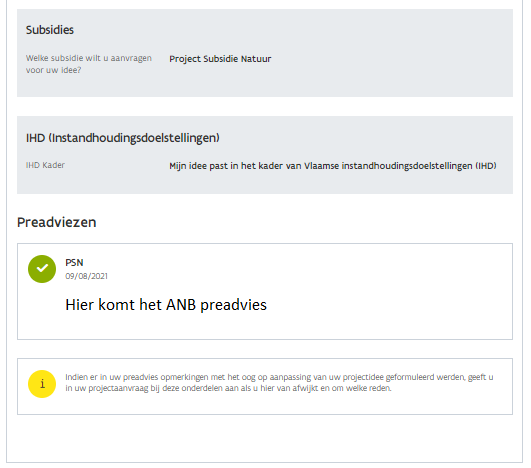 Subsidies
Welke subsidie wilt u aanvragen
voor uw idee?
Project Subsidie Natuur
IHD (Instandhoudingsdoelstellingen)
IHD Kader
Mijn idee past in het kader van Vlaamse instandhoudingsdoelstellingen (IHD)
Preadviezen
PSN
09/08/2021
Hier komt het ANB preadvies
i
Indien er in uw preadvies opmerkingen met het oog op aanpassing van uw projectidee geformuleerd werden, geeft u
in uw projectaanvraag bij deze onderdelen aan als u hier van afwijkt en om welke reden.